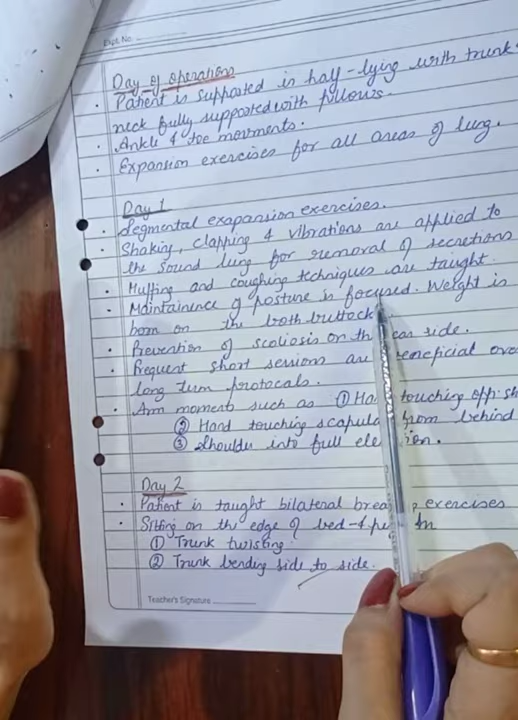 Expt. No.
Day of operations
• Patient is supported in half-lying with trunk
neck fully supported with pillows.
• Ankle & toe movments.
• Expansion exercises for all areas of lung.
Day 1
• Segmental exapansion exercises.
• Shaking, clapping & vibrations are applied to
the sound lung for removal of secretions
• Huffing and coughing techniques are taught.
• Maintainence of posture is focused. Weight is
born on the both buttock
• Prevention of scoliosis on the scar side.
• Frequent short sessions are beneficial over
long term protocals.
• Arm moments such as ① Hand touching opp. sh
② Hand touching scapula from behind
③ Shoulder into full elevation.
Day 2
• Patient is taught bilateral breathing exercises
• Sitting on the edge of bed
① Trunk twisting
② Trunk bending side to side.
Teacher's Signature